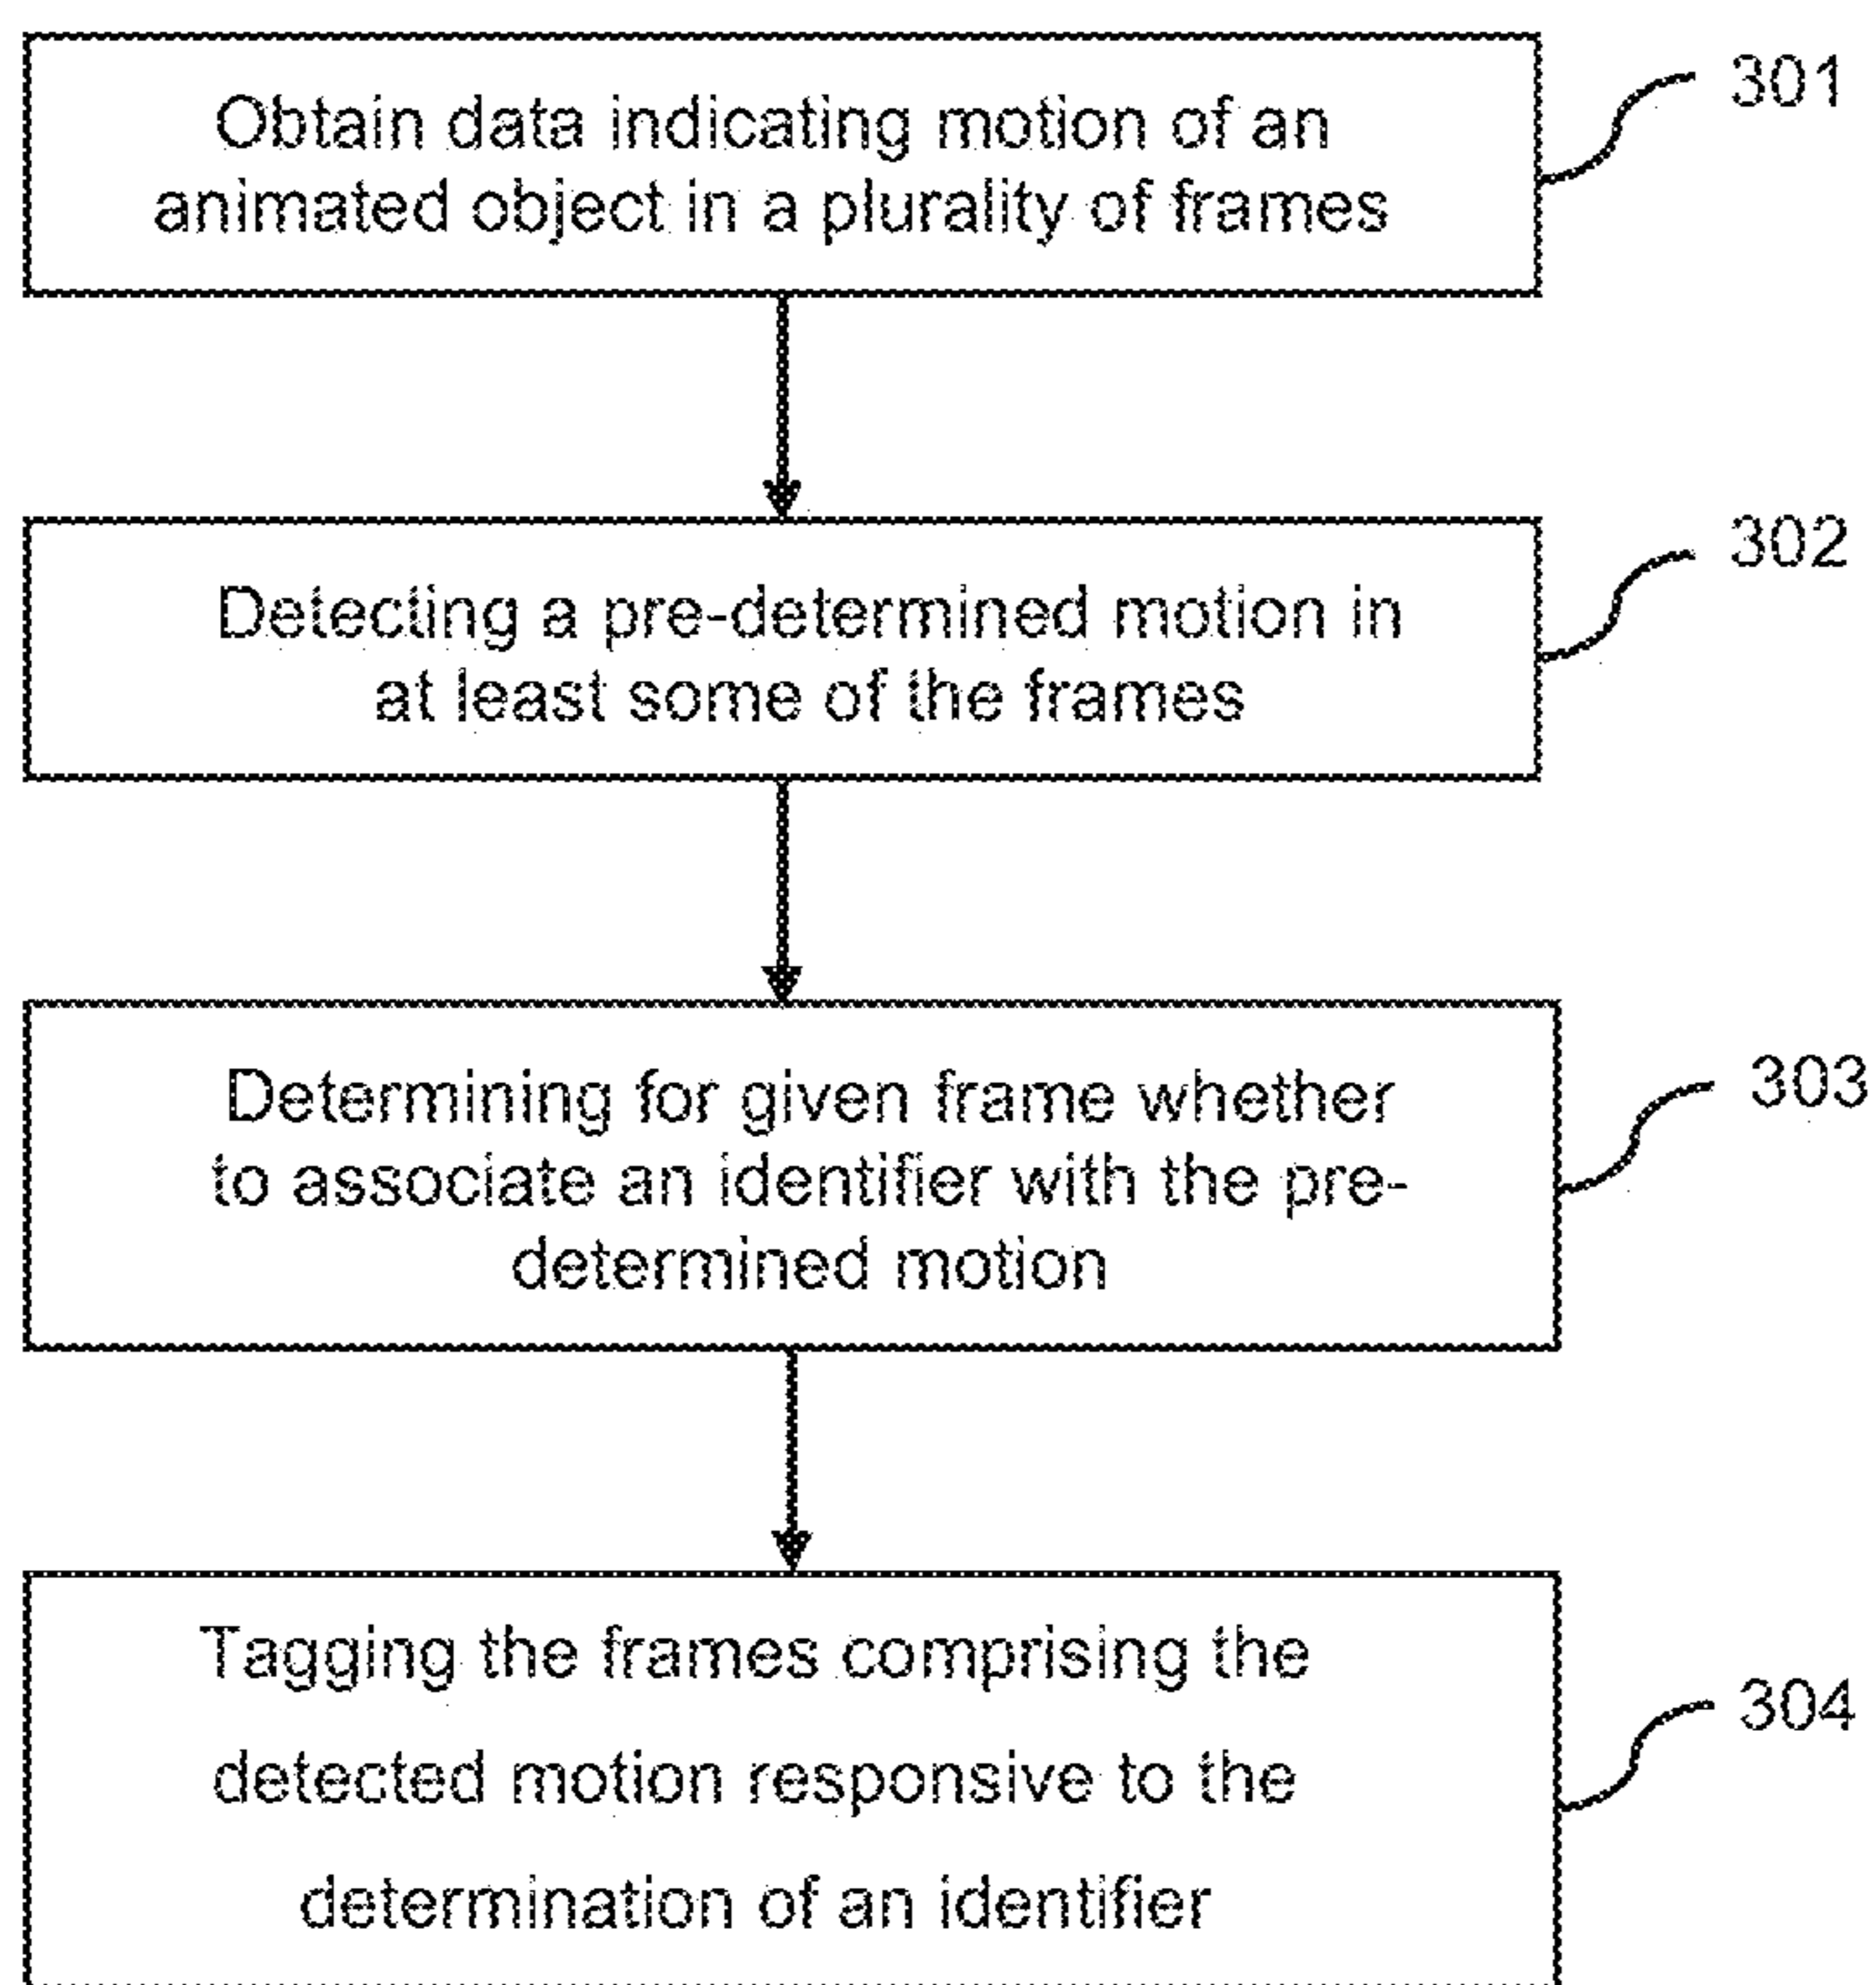 Obtain data indicating motion of an
animated object in a plurality of frames
301
Detecting a pre-determined motion in
at least some of the frames
302
Determining for given frame whether
to associate an identifier with the pre-
determined motion
303
Tagging the frames comprising the
detected motion responsive to the
determination of an identifier
304